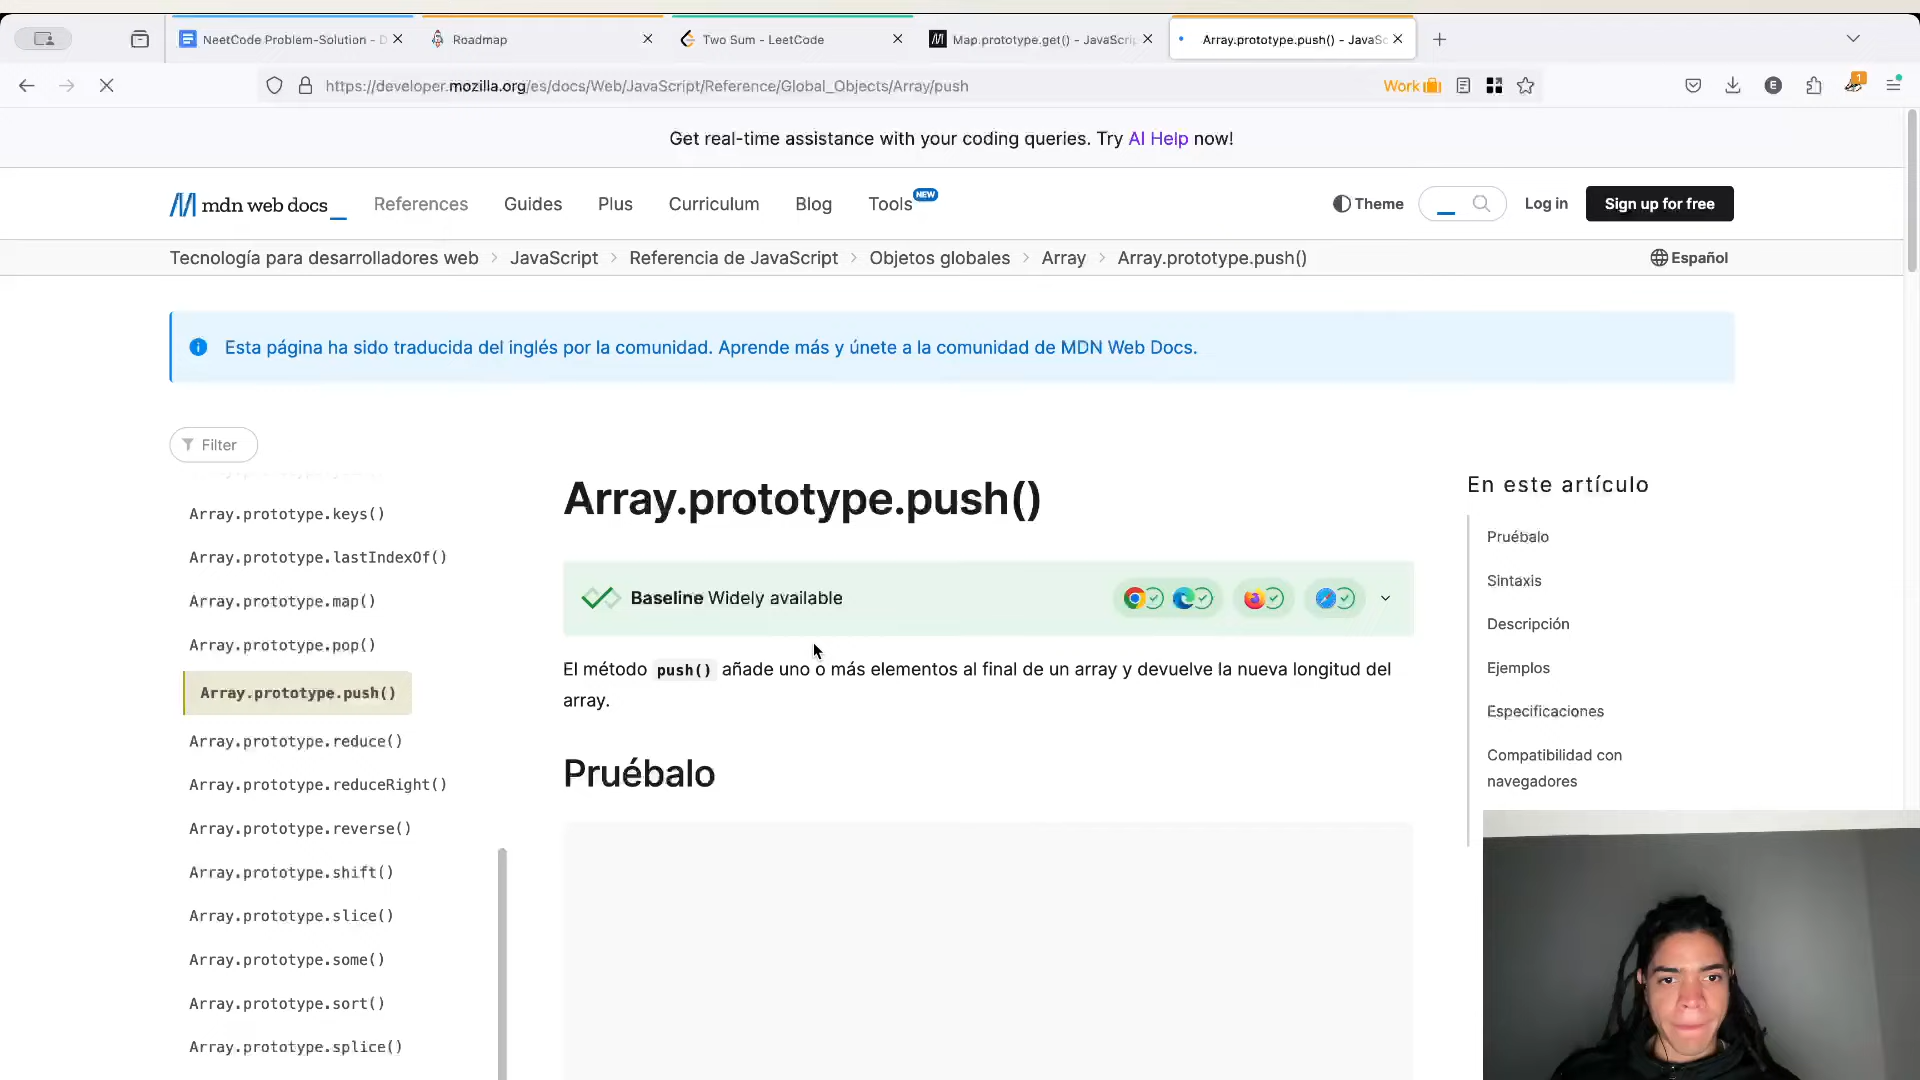 NeetCode Problem-Solution - D
Roadmap
Two Sum - LeetCode
Map.prototype.get() - JavaScrip
Array.prototype.push() - JavaSc
https://developer.mozilla.org/es/docs/Web/JavaScript/Reference/Global_Objects/Array/push
Work
E
1
Get real-time assistance with your coding queries. Try AI Help now!
mdn web docs_
References
Guides
Plus
Curriculum
Blog
Tools
NEW
Theme
Log in
Sign up for free
Tecnología para desarrolladores web > JavaScript > Referencia de JavaScript > Objetos globales > Array > Array.prototype.push()
Español
Esta página ha sido traducida del inglés por la comunidad. Aprende más y únete a la comunidad de MDN Web Docs.
Filter
Array.prototype.keys()
Array.prototype.lastIndexOf()
Array.prototype.map()
Array.prototype.pop()
Array.prototype.push()
Array.prototype.reduce()
Array.prototype.reduceRight()
Array.prototype.reverse()
Array.prototype.shift()
Array.prototype.slice()
Array.prototype.some()
Array.prototype.sort()
Array.prototype.splice()
Array.prototype.push()
Baseline Widely available
El método push() añade uno o más elementos al final de un array y devuelve la nueva longitud del
array.
Pruébalo
En este artículo
Pruébalo
Sintaxis
Descripción
Ejemplos
Especificaciones
Compatibilidad con
navegadores